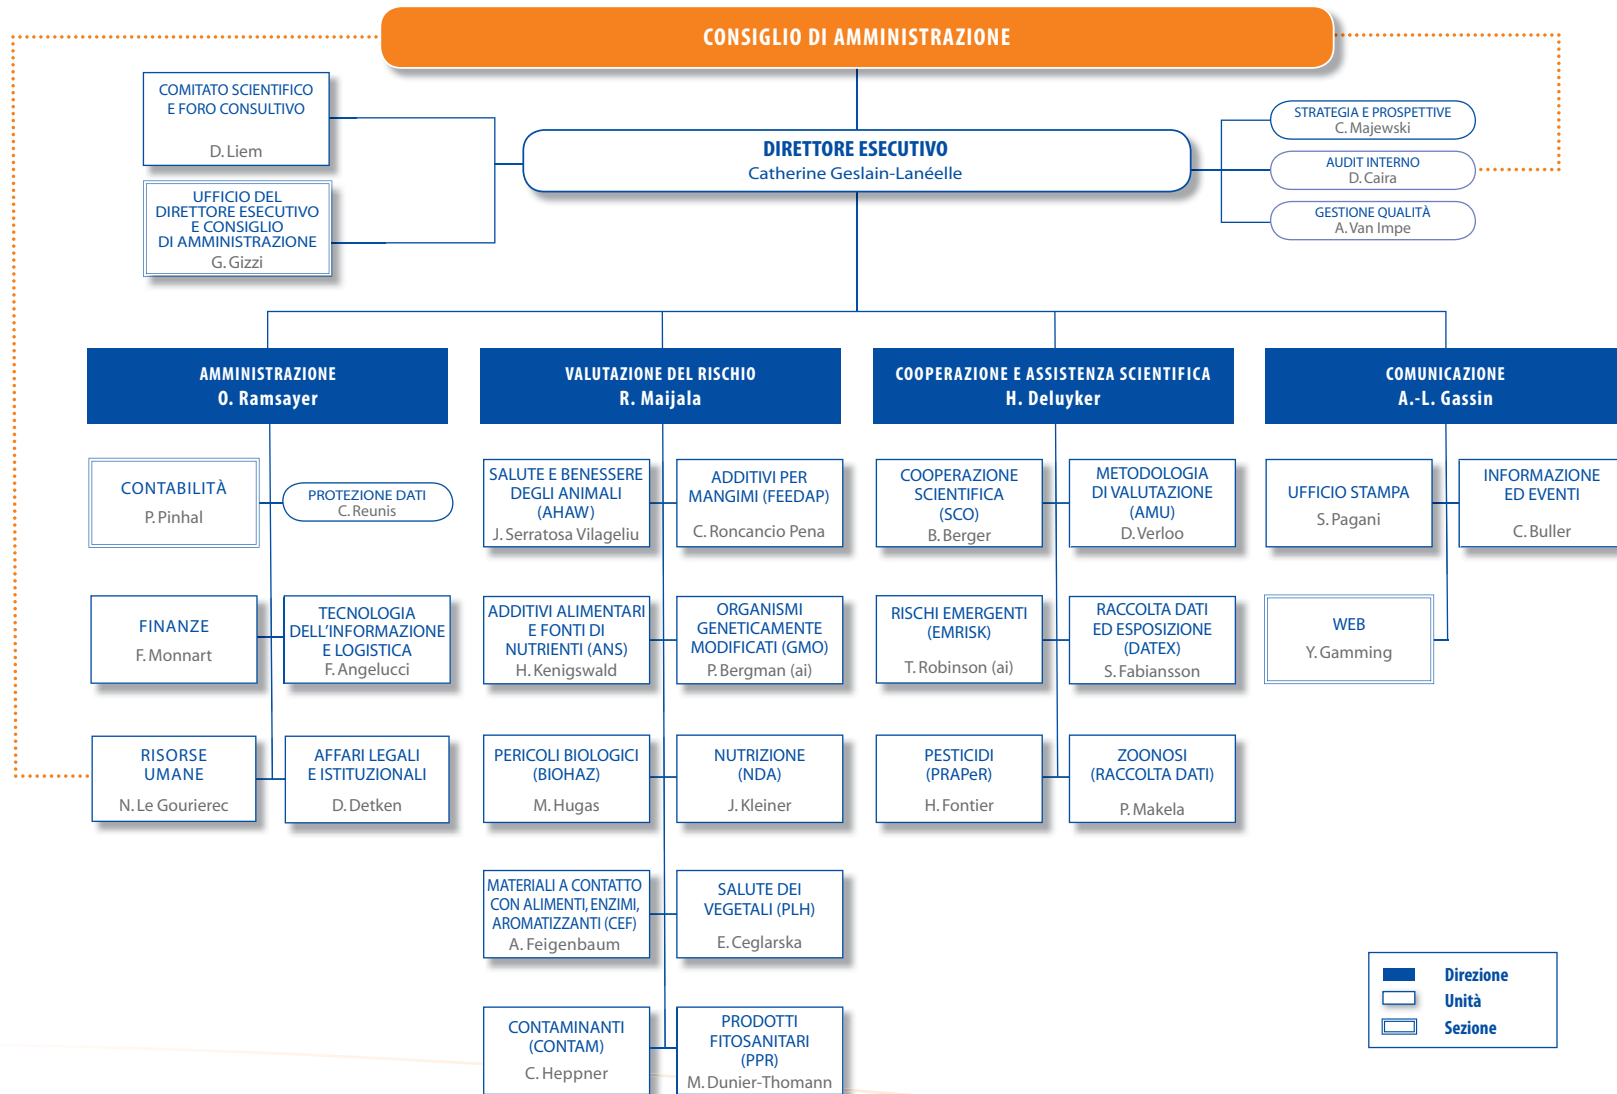 CONSIGLIO DI AMMINISTRAZIONE
COMITATO SCIENTIFICO
E FORO CONSULTIVO
D. Liem
UFFICIO DEL
DIRETTORE ESECUTIVO
E CONSIGLIO
DI AMMINISTRAZIONE
G. Gizzi
DIRETTORE ESECUTIVO
Catherine Geslain-Lanéelle
STRATEGIA E PROSPETTIVE
C. Majewski
AUDIT INTERNO
D. Caira
GESTIONE QUALITÀ
A. Van Impe
AMMINISTRAZIONE
O. Ramsayer
VALUTAZIONE DEL RISCHIO
R. Maijala
COOPERAZIONE E ASSISTENZA SCIENTIFICA
H. Deluyker
COMUNICAZIONE
A.-L. Gassin
CONTABILITÀ
P. Pinhal
PROTEZIONE DATI
C. Reunis
SALUTE E BENESSERE
DEGLI ANIMALI
(AHAW)
J. Serratosa Vilageliu
ADDITIVI PER
MANGIMI (FEEDAP)
C. Roncancio Pena
COOPERAZIONE
SCIENTIFICA
(SCO)
B. Berger
METODOLOGIA
DI VALUTAZIONE
(AMU)
D. Verloo
UFFICIO STAMPA
S. Pagani
INFORMAZIONE
ED EVENTI
C. Buller
FINANZE
F. Monnart
TECNOLOGIA
DELL'INFORMAZIONE
E LOGISTICA
F. Angelucci
ADDITIVI ALIMENTARI
E FONTI DI
NUTRIENTI (ANS)
H. Kenigswald
ORGANISMI
GENETICAMENTE
MODIFICATI (GMO)
P. Bergman (ai)
RISCHI EMERGENTI
(EMRISK)
T. Robinson (ai)
RACCOLTA DATI
ED ESPOSIZIONE
(DATEX)
S. Fabiansson
WEB
Y. Gamming
RISORSE
UMANE
N. Le Gourierec
AFFARI LEGALI
E ISTITUZIONALI
D. Detken
PERICOLI BIOLOGICI
(BIOHAZ)
M. Hugas
NUTRIZIONE
(NDA)
J. Kleiner
PESTICIDI
(PRAPeR)
H. Fontier
ZOONOSI
(RACCOLTA DATI)
P. Makela
MATERIALI A CONTATTO
CON ALIMENTI, ENZIMI,
AROMATIZZANTI (CEF)
A. Feigenbaum
SALUTE DEI
VEGETALI (PLH)
E. Ceglarska
CONTAMINANTI
(CONTAM)
C. Heppner
PRODOTTI
FITOSANITARI
(PPR)
M. Dunier-Thomann
Direzione
Unità
Sezione